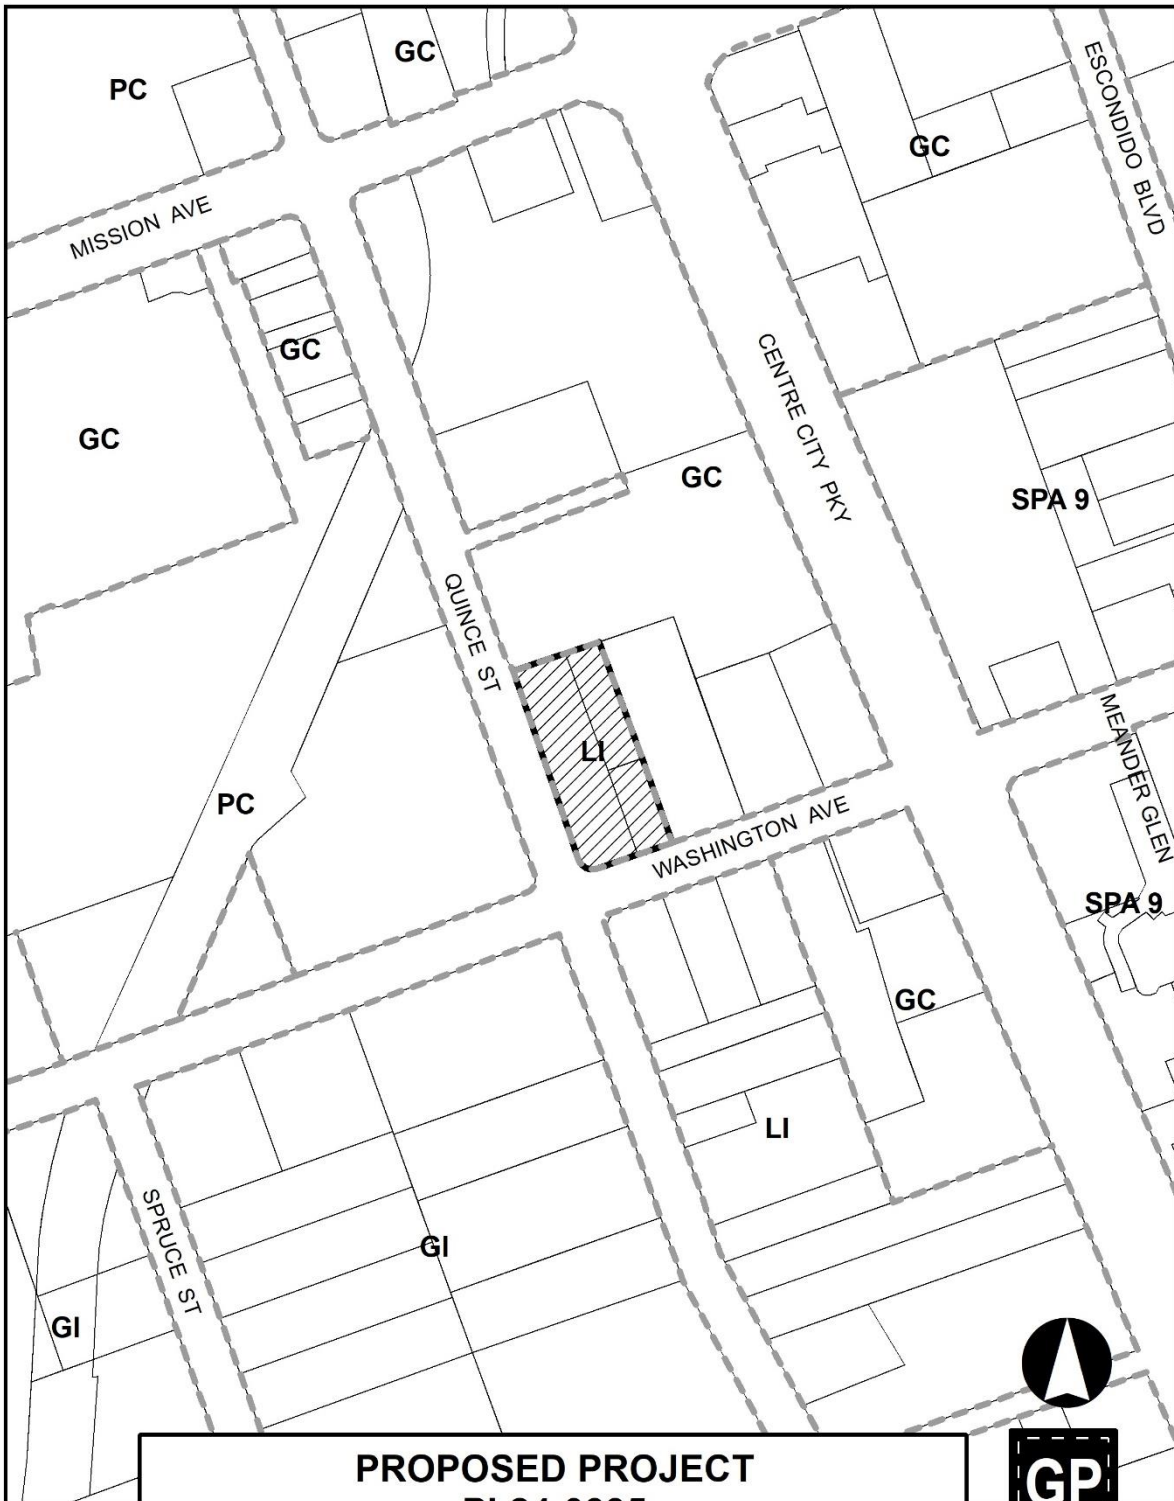 GC
PC
ESCONDIDO BLVD
GC
MISSION AVE
GC
CENTRE CITY PKY
GC
GC
SPA 9
QUINCE ST
LI
MEANDER GLEN
PC
WASHINGTON AVE
SPA 9
GC
LI
SPRUCE ST
GI
GI
PROPOSED PROJECT
GP